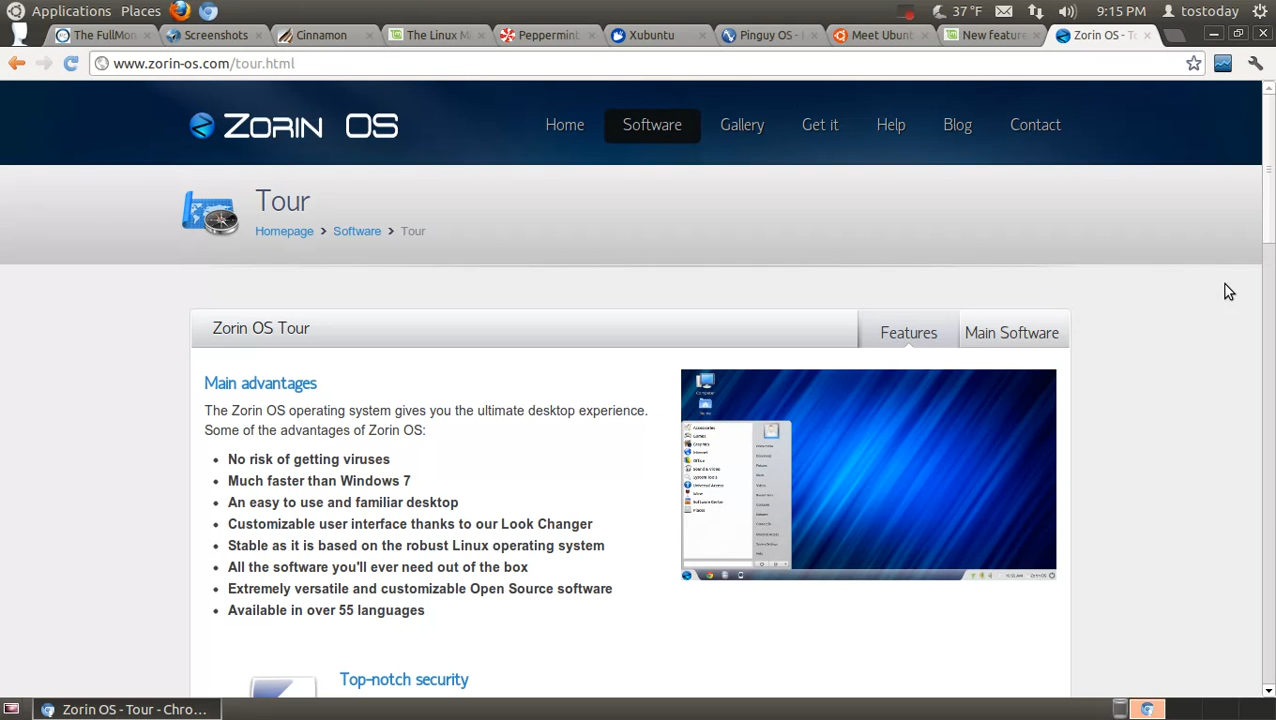 Applications Places 37 °F 9:15 PM tostoday
The FullMon Screenshots Cinnamon The Linux M Peppermint Xubuntu Pinguy OS - Meet Ubunt New feature Zorin OS - To
www.zorin-os.com/tour.html
ZORIN OS Home Software Gallery Get it Help Blog Contact
Tour
Homepage > Software > Tour
Zorin OS Tour Features Main Software
Main advantages
The Zorin OS operating system gives you the ultimate desktop experience.
Some of the advantages of Zorin OS:
• No risk of getting viruses
• Much faster than Windows 7
• An easy to use and familiar desktop
• Customizable user interface thanks to our Look Changer
• Stable as it is based on the robust Linux operating system
• All the software you'll ever need out of the box
• Extremely versatile and customizable Open Source software
• Available in over 55 languages
Top-notch security
Zorin OS - Tour - Chro...